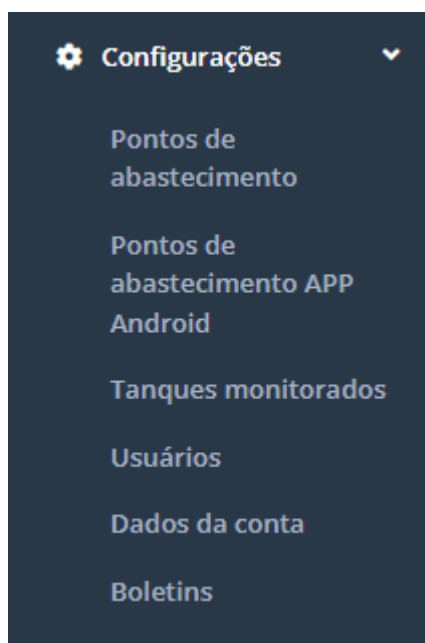 Configurações
Pontos de
abastecimento
Pontos de
abastecimento APP
Android
Tanques monitorados
Usuários
Dados da conta
Boletins